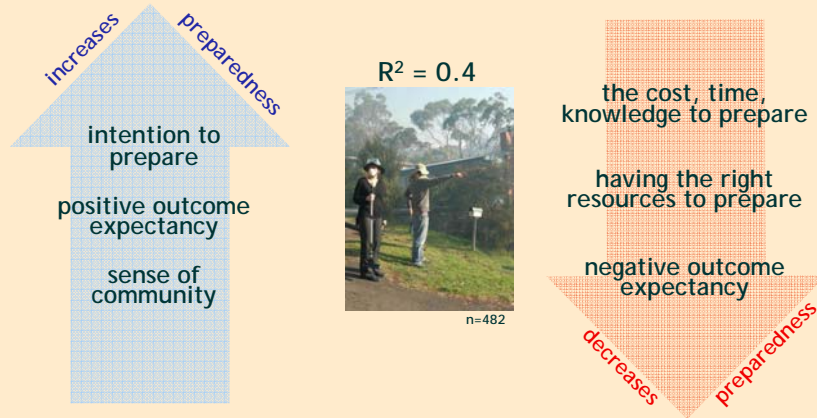 increases
preparedness
intention to
prepare
positive outcome
expectancy
sense of
community
R² = 0.4
n=482
the cost, time,
knowledge to prepare
having the right
resources to prepare
negative outcome
expectancy
decreases
preparedness